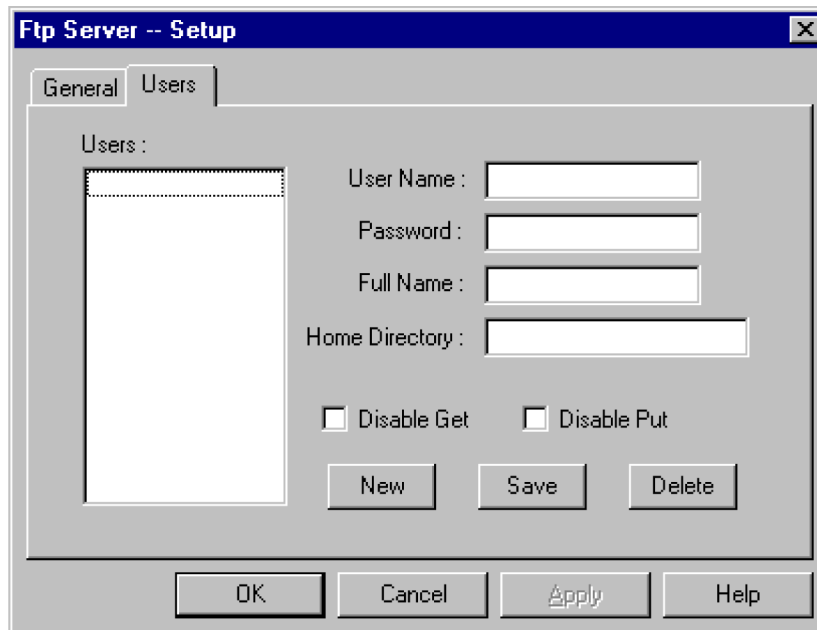 Ftp Server -- Setup
General
Users
Users :
User Name :
Password :
Full Name :
Home Directory :
Disable Get
Disable Put
New
Save
Delete
OK
Cancel
Apply
Help